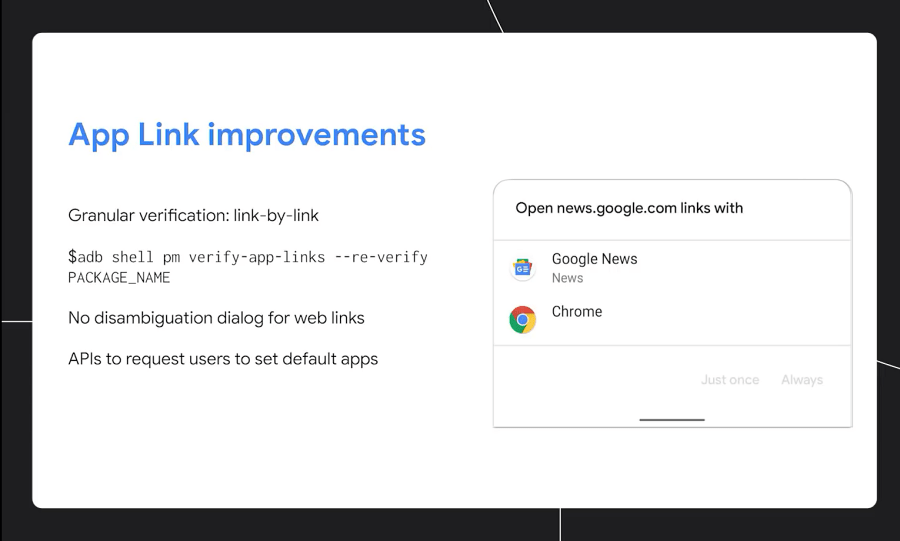 App Link improvements
Granular verification: link-by-link
$adb shell pm verify-app-links --re-verify
PACKAGE_NAME
No disambiguation dialog for web links
APIs to request users to set default apps
Open news.google.com links with
Google News
News
Chrome
Just once Always